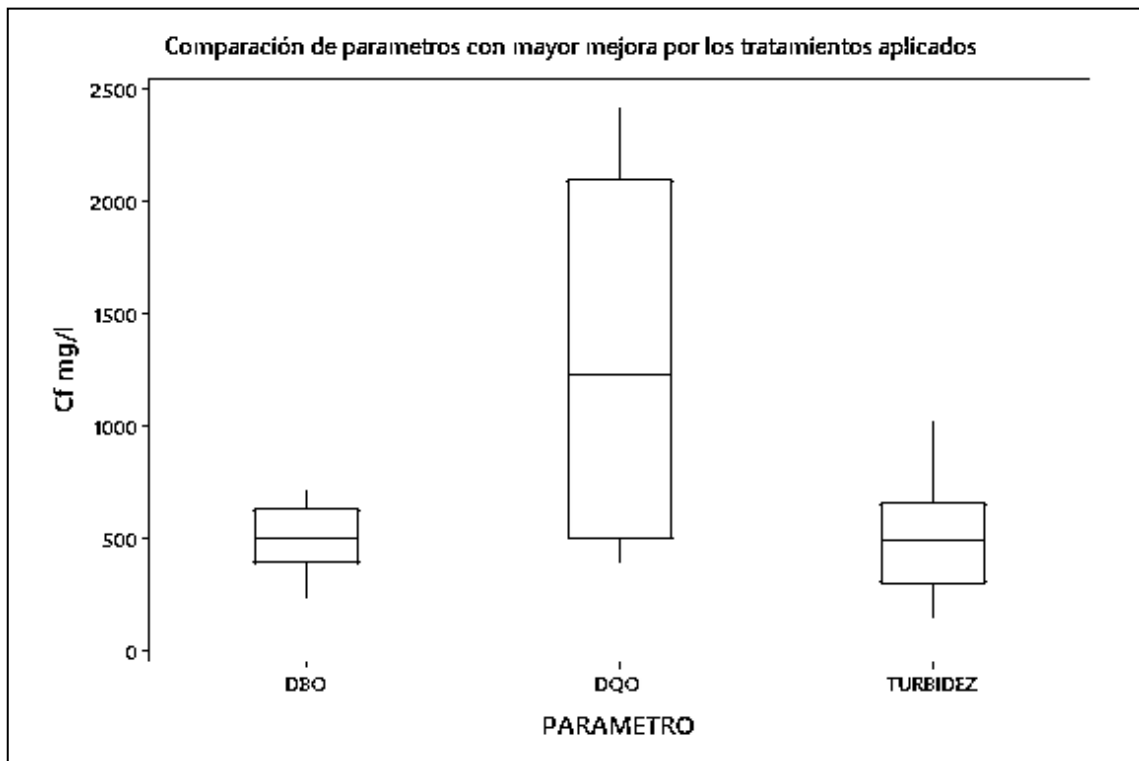 Comparación de parametros con mayor mejora por los tratamientos aplicados
2500
2000
1500
1000
500
0
Cf mg/l
DBO
DQO
TURBIDEZ
PARAMETRO